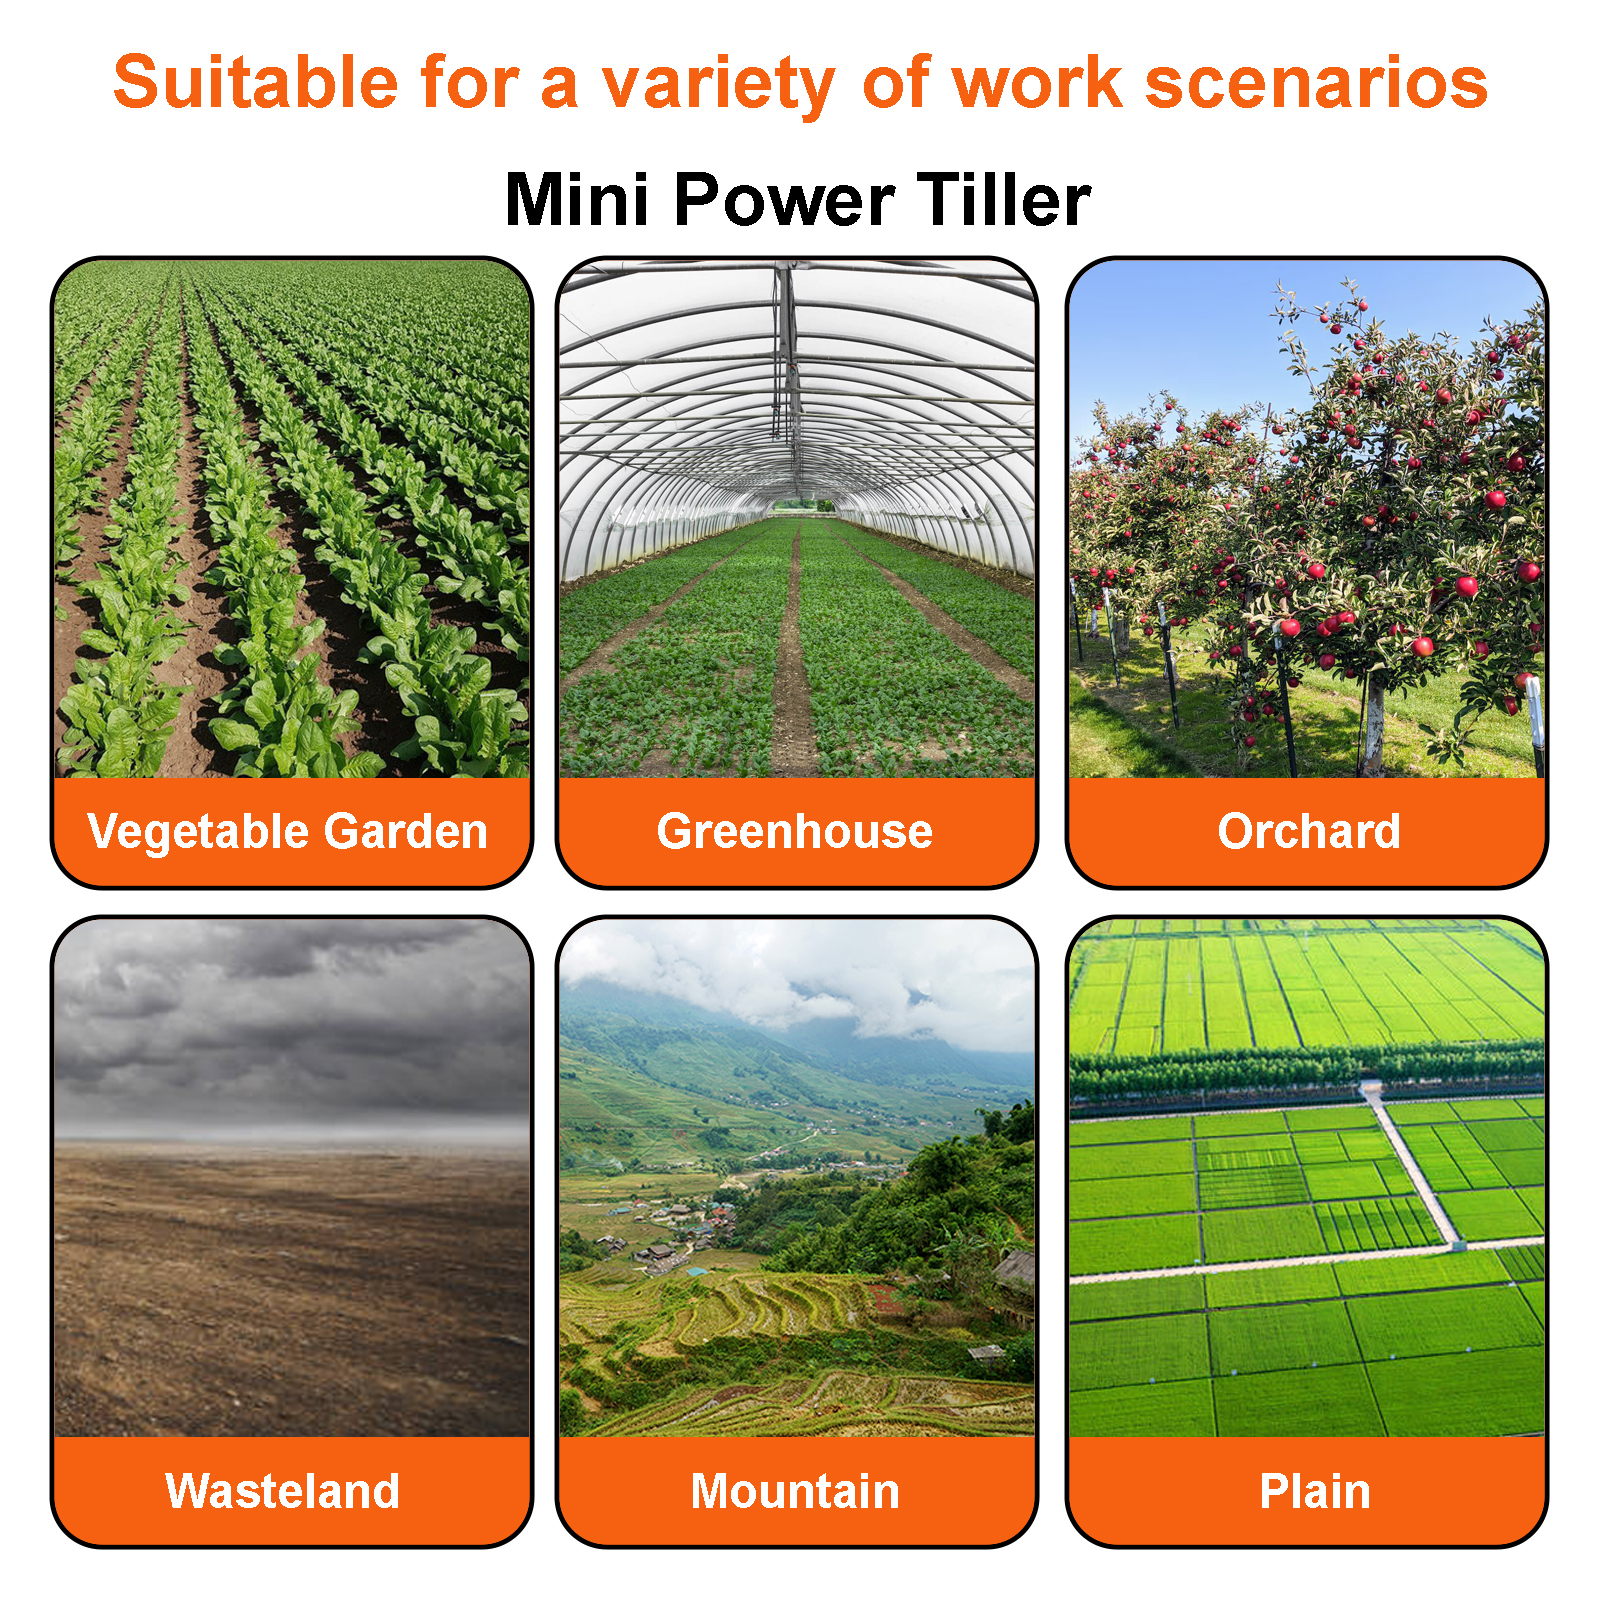 Suitable for a variety of work scenarios
Mini Power Tiller
Vegetable Garden
Greenhouse
Orchard
Wasteland
Mountain
Plain